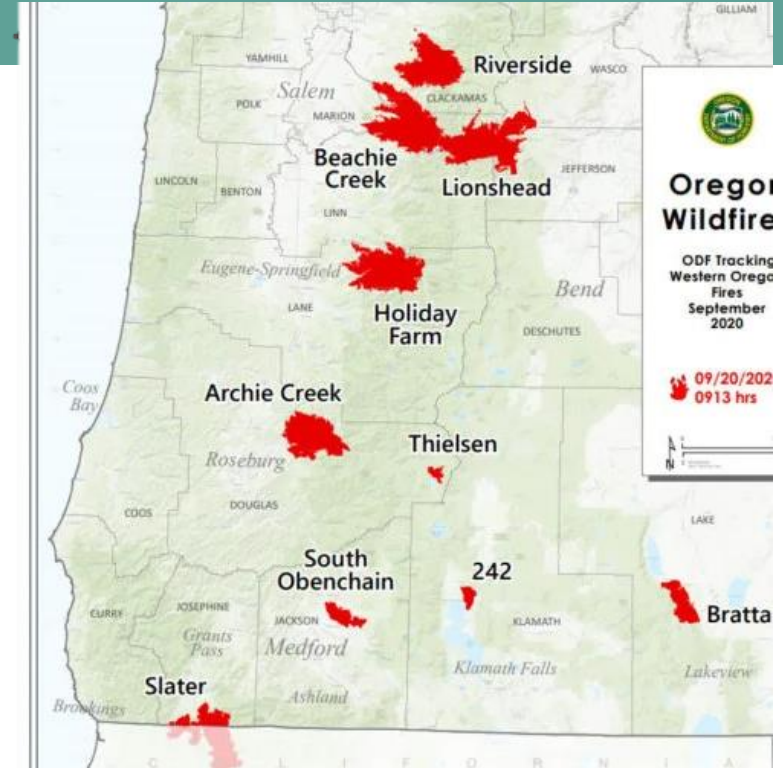 GILLIAM
YAMHILL
Riverside
WASCO
Salem
POLK
CLACKAMAS
MARION
Beachie
Creek
Lionshead
JEFFERSON
LINCOLN
BENTON
LINN
Eugene-Springfield
LANE
Holiday
Farm
Bend
DESCHUTES
Oregon
Wildfire
ODF Tracking
Western Orego
Fires
September
2020
09/20/202
0913 hrs
N
Coos
Bay
Archie Creek
Thielsen
Roseburg
DOUGLAS
COOS
LAKE
South
Obenchain
242
CURRY
JOSEPHINE
JACKSON
KLAMATH
Bratta
Grants
Pass
Medford
Klamath Falls
Lakeview
Slater
Ashland
Brookings
C
A
L
I
F
O
R
N
I
A